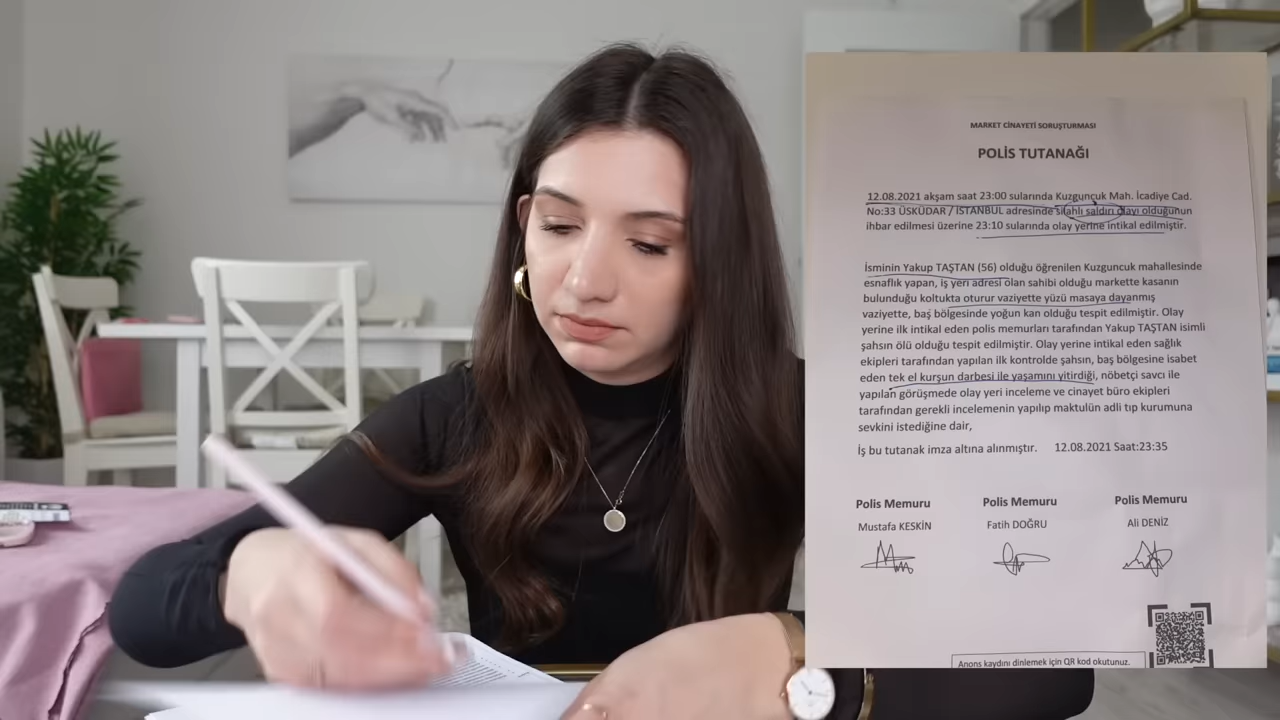 MARKET CİNAYETİ SORUŞTURMASI
POLİS TUTANAĞI
12.08.2021 akşam saat 23:00 sularında Kuzguncuk Mah. İcadiye Cad.
No:33 ÜSKÜDAR / İSTANBUL adresinde silahlı saldırı olayı olduğunun
ihbar edilmesi üzerine 23:10 sularında olay yerine intikal edilmiştir.
İsminin Yakup TAŞTAN (56) olduğu öğrenilen Kuzguncuk mahallesinde
esnaflık yapan, iş yeri adresi olan sahibi olduğu markette kasanın
bulunduğu koltukta oturur vaziyette yüzü masaya dayanmış
vaziyette, baş bölgesinde yoğun kan olduğu tespit edilmiştir. Olay
yerine ilk intikal eden polis memurları tarafından Yakup TAŞTAN isimli
şahsın ölü olduğu tespit edilmiştir. Olay yerine intikal eden sağlık
ekipleri tarafından yapılan ilk kontrolde şahsın, baş bölgesine isabet
eden tek el kurşun darbesi ile yaşamını yitirdiği, nöbetçi savcı ile
yapılan görüşmede olay yeri inceleme ve cinayet büro ekipleri
tarafından gerekli incelemenin yapılıp maktulün adli tıp kurumuna
sevkini istediğine dair,
İş bu tutanak imza altına alınmıştır. 12.08.2021 Saat:23:35
Polis Memuru Polis Memuru Polis Memuru
Mustafa KESKİN Fatih DOĞRU Ali DENİZ
Anons kaydını dinlemek için QR kod okutunuz.